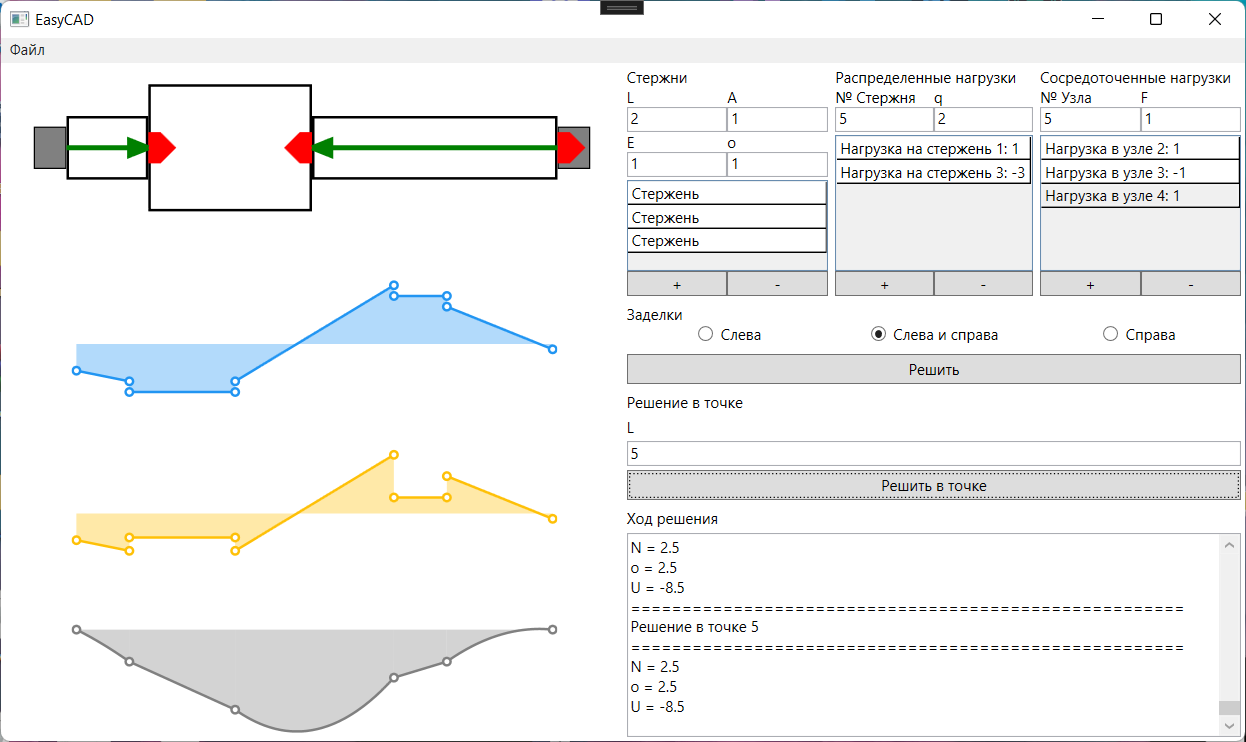 EasyCAD
Файл
Стержни
L A
2 1
E o
1 1
Стержень
Стержень
Стержень
+ -
Распределенные нагрузки
№ Стержня q
5 2
Нагрузка на стержень 1: 1
Нагрузка на стержень 3: -3
+ -
Сосредоточенные нагрузки
№ Узла F
5 1
Нагрузка в узле 2: 1
Нагрузка в узле 3: -1
Нагрузка в узле 4: 1
+ -
Заделки
Слева Слева и справа Справа
Решить
Решение в точке
L
5
Решить в точке
Ход решения
N = 2.5
o = 2.5
U = -8.5
======================================================
Решение в точке 5
======================================================
N = 2.5
o = 2.5
U = -8.5